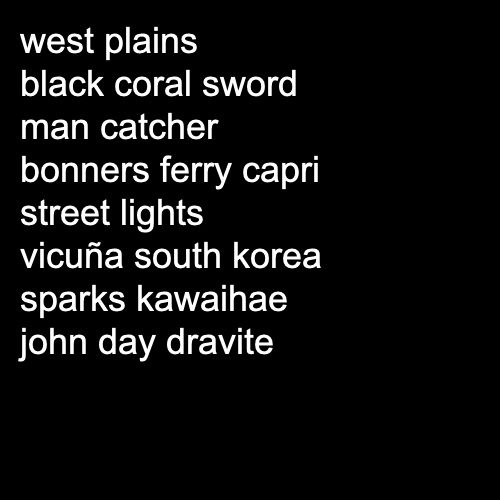 west plains
black coral sword
man catcher
bonners ferry capri
street lights
vicuña south korea
sparks kawaihae
john day dravite